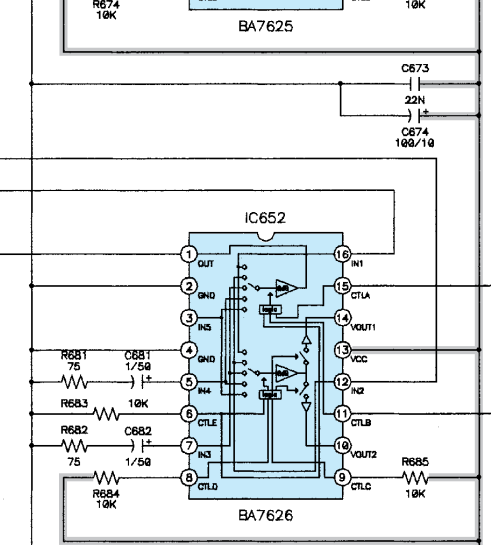 R674
10K
10K
BA7625
C673
22N
+
C674
100/10
IC652
1
OUT
16
IN1
2
GND
15
CTLA
3
IN5
14
VOUT1
4
GND
13
VCC
R681
75
C681
1/50
+
5
IN4
12
IN2
R683
10K
6
CTLE
11
CTLB
R682
75
C682
1/50
+
7
IN3
10
VOUT2
8
CTLD
9
CTLC
R684
10K
R685
10K
logic
logic
BA7626